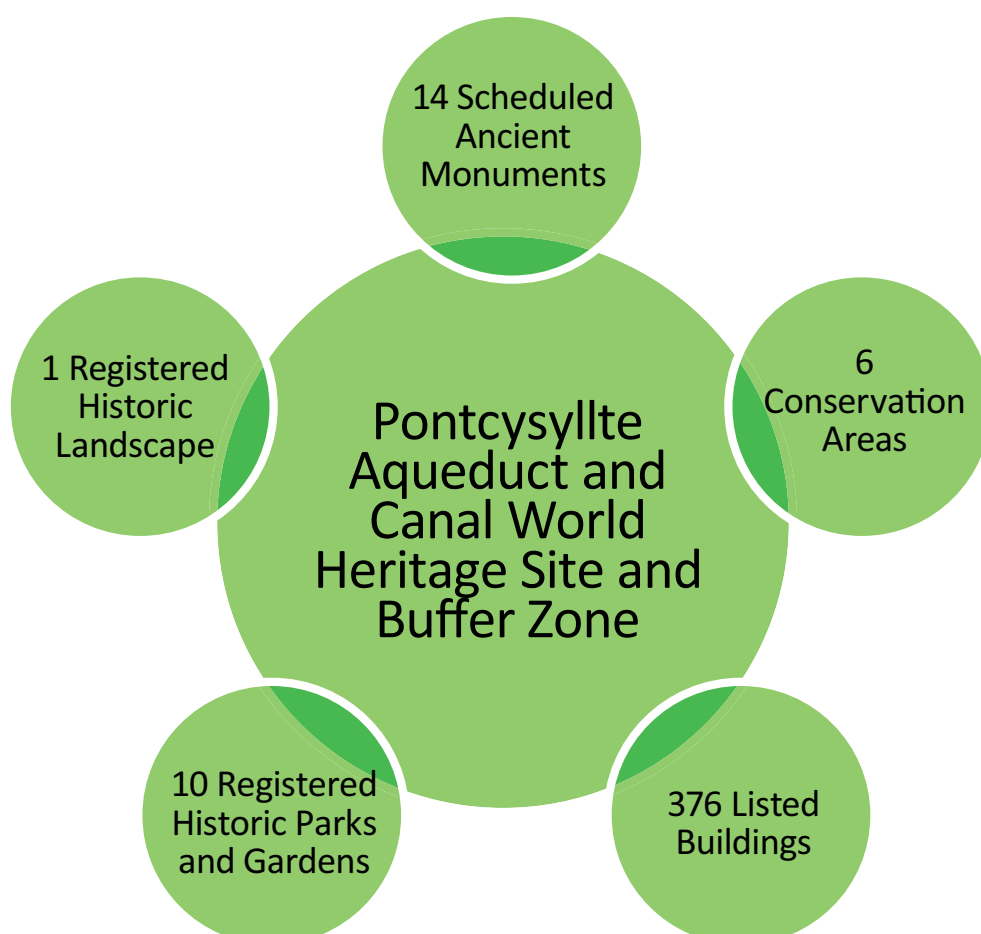 14 Scheduled
Ancient
Monuments
1 Registered
Historic
Landscape
6
Conservation
Areas
Pontcysyllte
Aqueduct and
Canal World
Heritage Site and
Buffer Zone
10 Registered
Historic Parks
and Gardens
376 Listed
Buildings